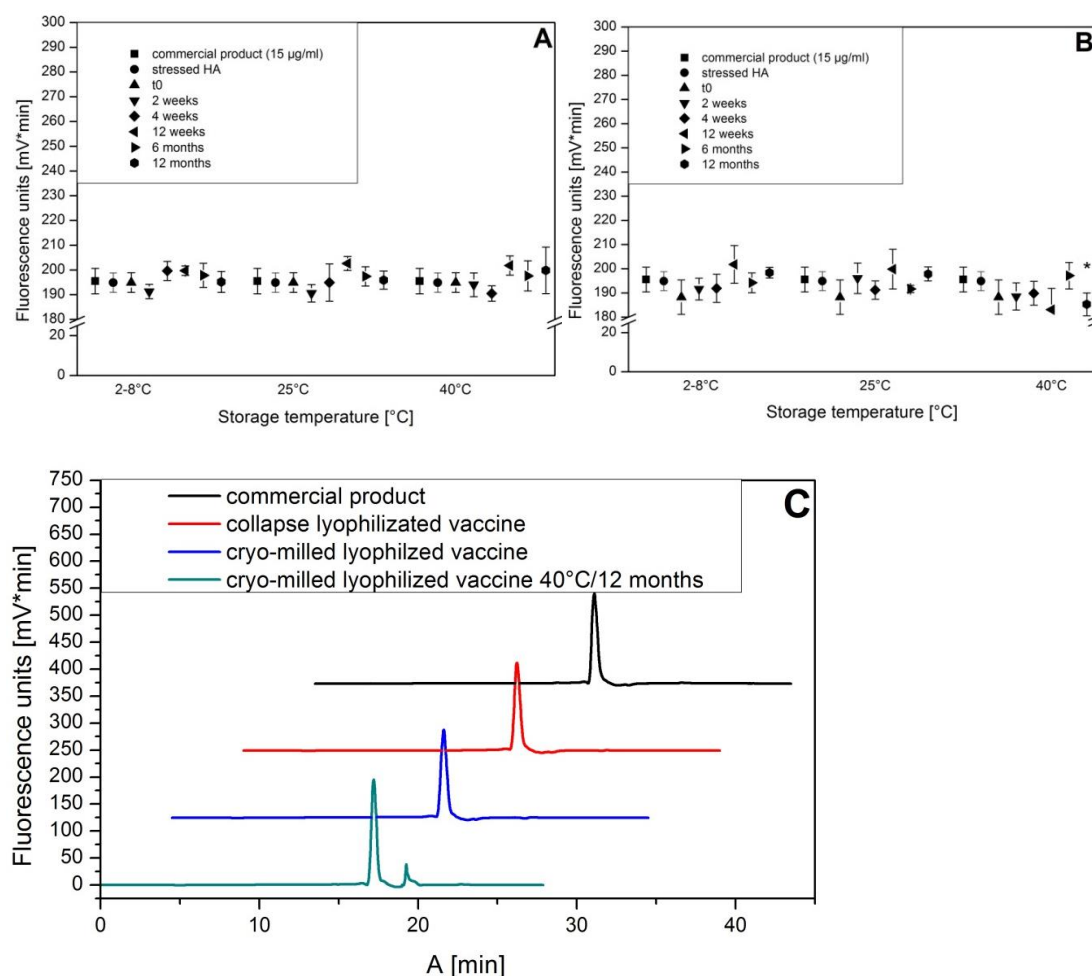 A
commercial product (15 µg/ml)
stressed HA
t0
2 weeks
4 weeks
12 weeks
6 months
12 months
Fluorescence units [mV*min]
300
290
280
270
260
250
240
230
220
210
200
190
180
20
0
2-8°C 25°C 40°C
Storage temperature [°C]
B
commercial product (15 µg/ml)
stressed HA
t0
2 weeks
4 weeks
12 weeks
6 months
12 months
*
Fluorescence units [mV*min]
300
290
280
270
260
250
240
230
220
210
200
190
180
20
0
2-8°C 25°C 40°C
Storage temperature [°C]
C
commercial product
collapse lyophilizated vaccine
cryo-milled lyophilzed vaccine
cryo-milled lyophilized vaccine 40°C/12 months
Fluorescence units [mV*min]
750
700
650
600
550
500
450
400
350
300
250
200
150
100
50
0
0 10 20 30 40
A [min]